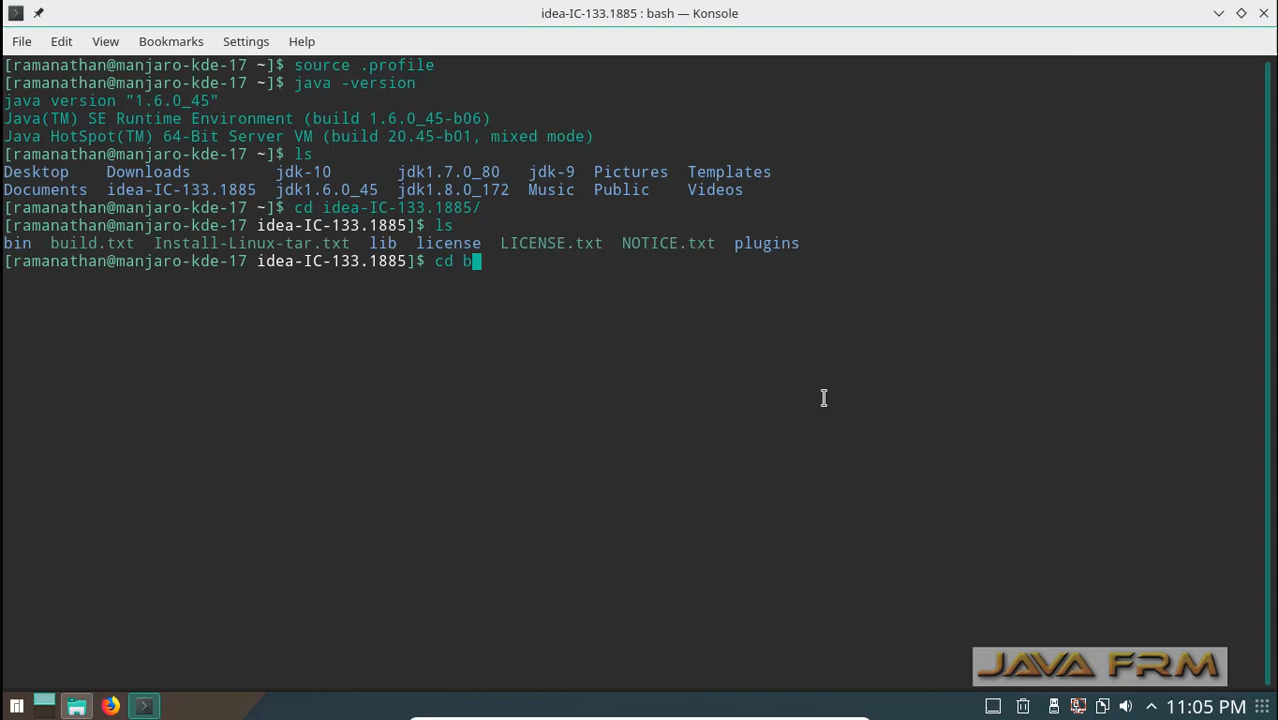 idea-IC-133.1885 : bash — Konsole
File Edit View Bookmarks Settings Help
[ramanathan@manjaro-kde-17 ~]$ source .profile
[ramanathan@manjaro-kde-17 ~]$ java -version
java version "1.6.0_45"
Java(TM) SE Runtime Environment (build 1.6.0_45-b06)
Java HotSpot(TM) 64-Bit Server VM (build 20.45-b01, mixed mode)
[ramanathan@manjaro-kde-17 ~]$ ls
Desktop Downloads jdk-10 jdk1.7.0_80 jdk-9 Pictures Templates
Documents idea-IC-133.1885 jdk1.6.0_45 jdk1.8.0_172 Music Public Videos
[ramanathan@manjaro-kde-17 ~]$ cd idea-IC-133.1885/
[ramanathan@manjaro-kde-17 idea-IC-133.1885]$ ls
bin build.txt Install-Linux-tar.txt lib license LICENSE.txt NOTICE.txt plugins
[ramanathan@manjaro-kde-17 idea-IC-133.1885]$ cd b
JAVA FRM
11:05 PM